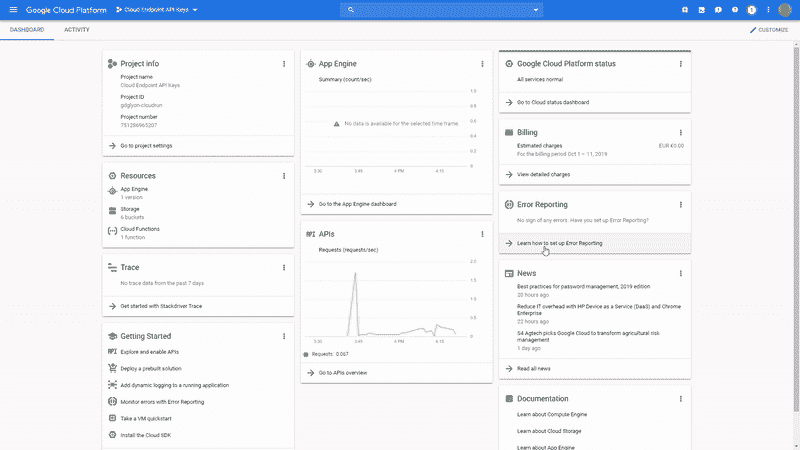 Google Cloud Platform
Cloud Endpoint API Keys
DASHBOARD
ACTIVITY
CUSTOMIZE
Project info
Project name
Cloud Endpoint API Keys
Project ID
gdglyon-cloudrun
Project number
751286965207
Go to project settings
Resources
App Engine
1 version
Storage
6 buckets
Cloud Functions
1 function
Trace
No trace data from the past 7 days
Get started with Stackdriver Trace
Getting Started
Explore and enable APIs
Deploy a prebuilt solution
Add dynamic logging to a running application
Monitor errors with Error Reporting
Take a VM quickstart
Install the Cloud SDK
App Engine
Summary (count/sec)
1.0
0.8
0.6
0.4
0.2
0
No data is available for the selected time frame.
3:30
3:45
4 PM
4:15
Go to the App Engine dashboard
APIs
Requests (requests/sec)
2.0
1.5
1.0
0.5
0
3:30
3:45
4 PM
4:15
Requests: 0.067
Go to APIs overview
Google Cloud Platform status
All services normal
Go to Cloud status dashboard
Billing
Estimated charges
EUR €0.00
For the billing period Oct 1 – 11, 2019
View detailed charges
Error Reporting
No sign of any errors. Have you set up Error Reporting?
Learn how to set up Error Reporting
News
Best practices for password management, 2019 edition
20 hours ago
Reduce IT overhead with HP Device as a Service (DaaS) and Chrome
Enterprise
22 hours ago
S4 Agtech picks Google Cloud to transform agricultural risk
management
1 day ago
Read all news
Documentation
Learn about Compute Engine
Learn about Cloud Storage
Learn about App Engine